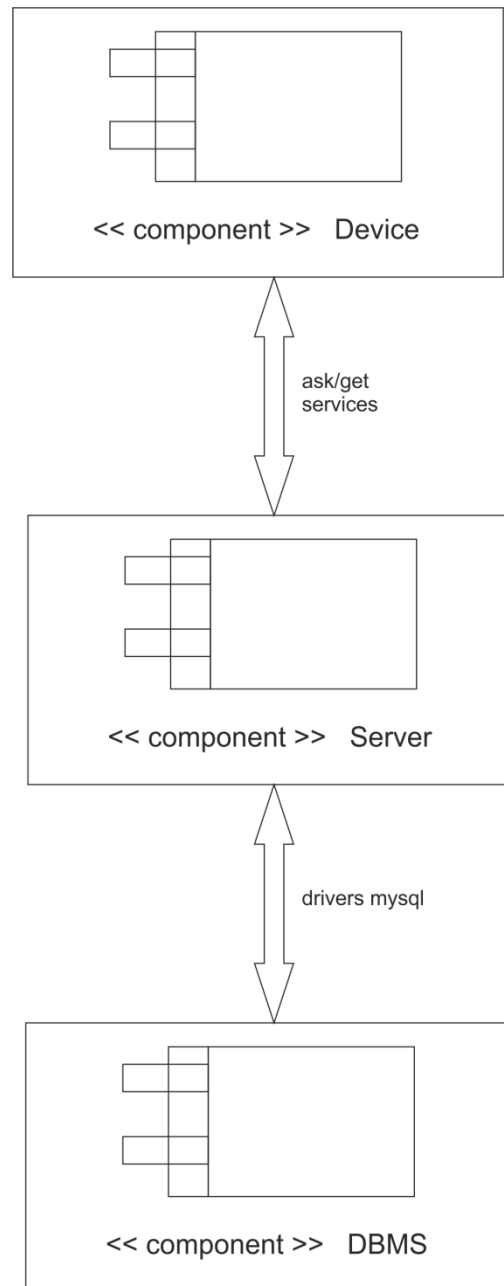 << component >> Device
ask/get
services
<< component >> Server
drivers mysql
<< component >> DBMS